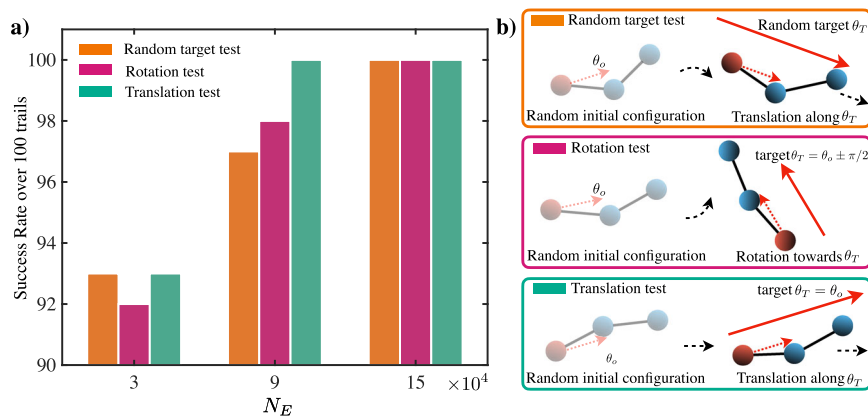 a)
Success Rate over 100 trails
100
98
96
94
92
90
Random target test
Rotation test
Translation test
3
9
15
×10⁴
N_E
b)
Random target test
Random target θ_T
θ_o
Random initial configuration
Translation along θ_T
Rotation test
target θ_T = θ_o ± π/2
θ_o
Random initial configuration
Rotation towards θ_T
Translation test
target θ_T = θ_o
θ_o
Random initial configuration
Translation along θ_T